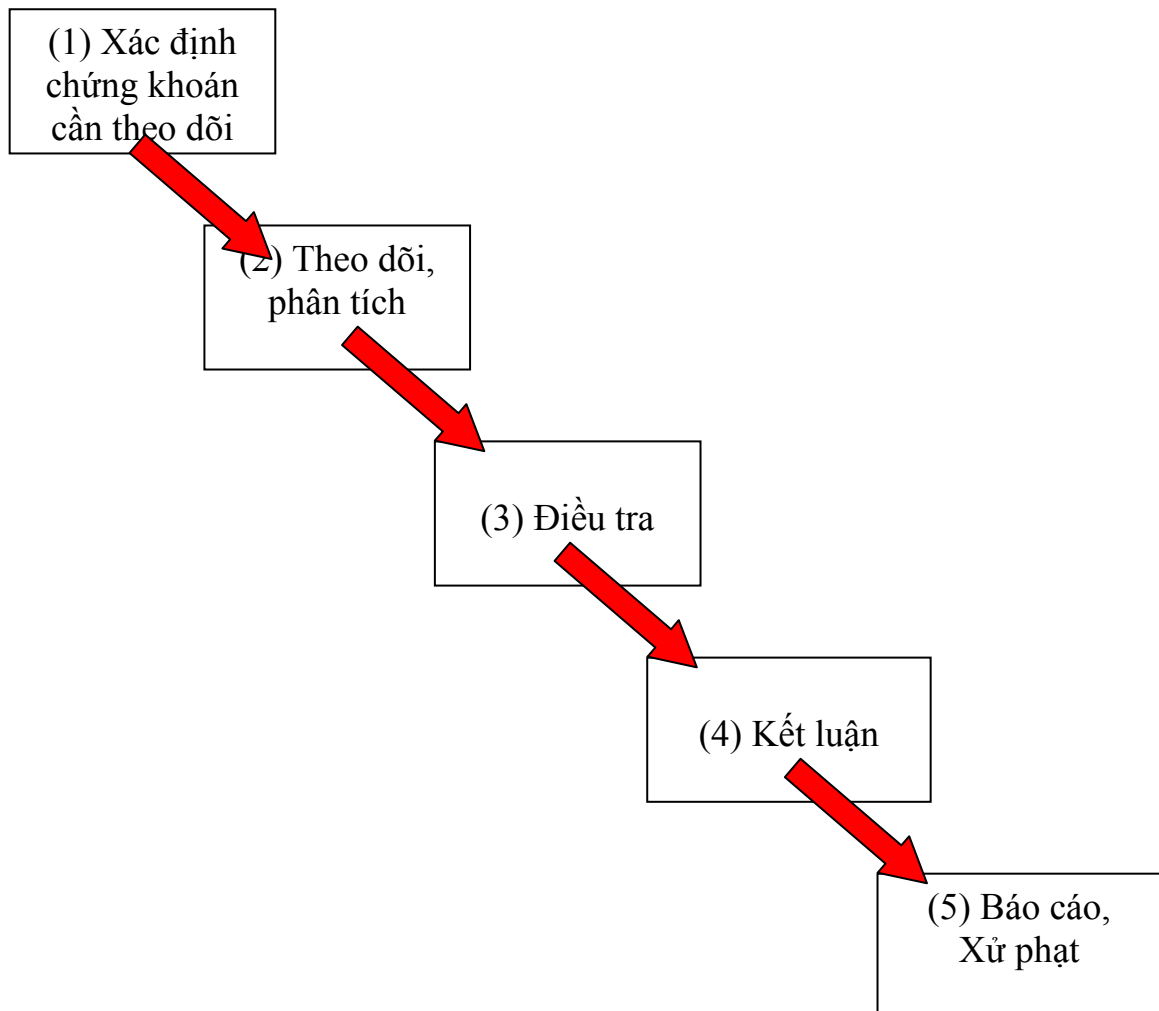 (1) Xác định
chứng khoán
cần theo dõi
(2) Theo dõi,
phân tích
(3) Điều tra
(4) Kết luận
(5) Báo cáo,
Xử phạt